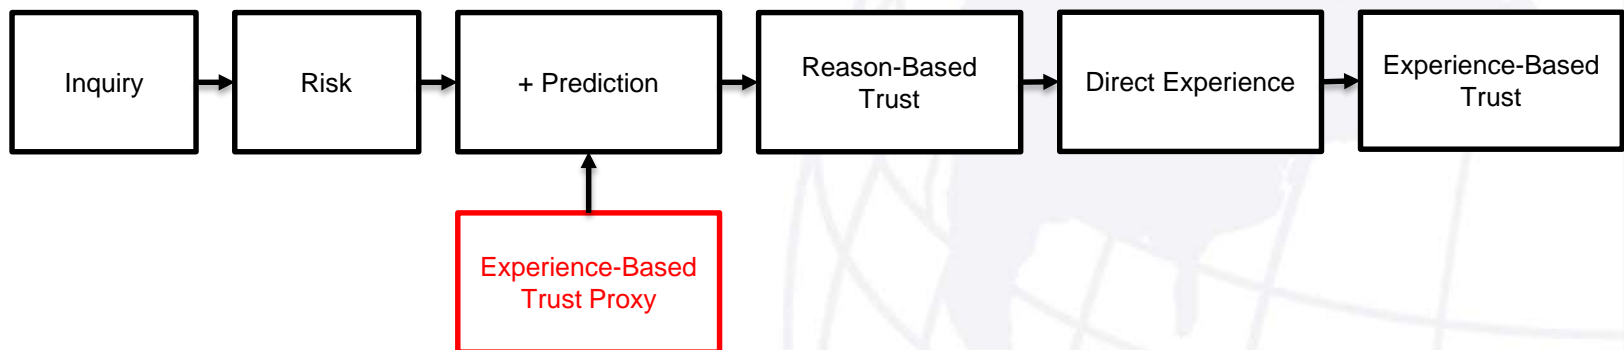 Inquiry
Risk
+ Prediction
Reason-Based
Trust
Direct Experience
Experience-Based
Trust
Experience-Based
Trust Proxy